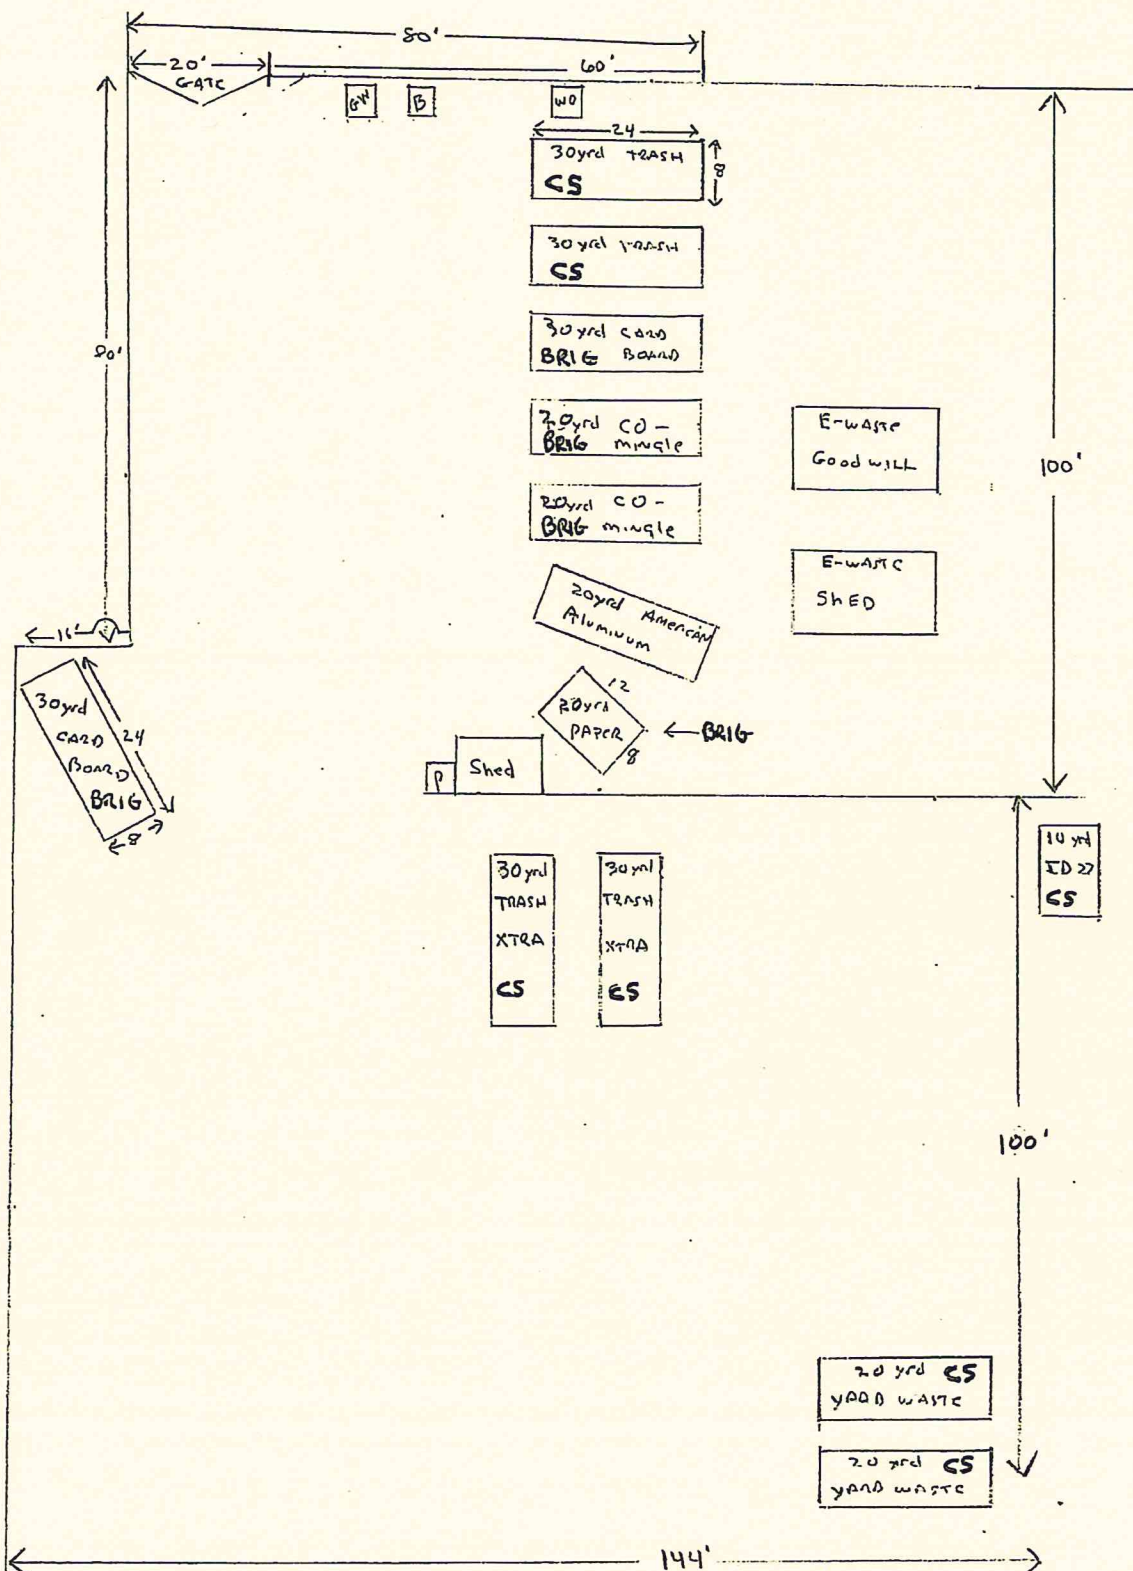 80'
20'
60'
GATE
GW
B
WO
24
30yrd TRASH
CS
8
30yrd TRASH
CS
80'
30yrd CARD
BRIG BOARD
20yrd CO-
BRIG mingle
E-WASTE
GoodWILL
100'
20yrd CO-
BRIG mingle
E-WASTE
ShED
20yrd AmericAN
Aluminum
16'
30yrd
CARD
BOARD
BRIG
24
8
12
20yrd
PAPER
8
BRIG
P
Shed
30yrd
TRASH
XTRA
CS
30yrd
TRASH
XTRA
CS
10 yrd
CS
100'
20 yrd CS
YARD WASTE
20 yrd CS
YARD WASTE
144'